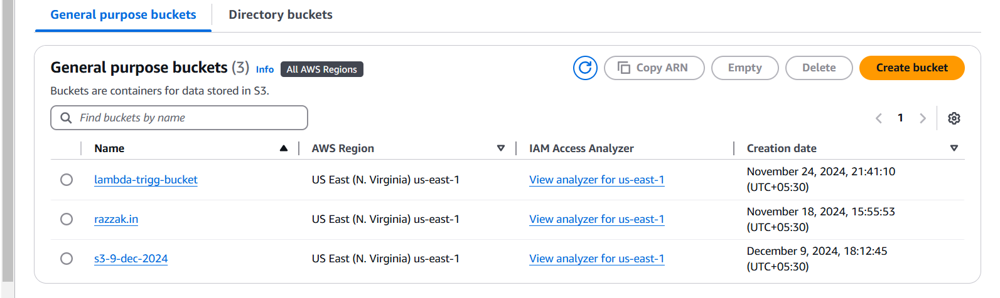 General purpose buckets Directory buckets
General purpose buckets (3) Info All AWS Regions Copy ARN Empty Delete Create bucket
Buckets are containers for data stored in S3.
Find buckets by name 1
Name AWS Region IAM Access Analyzer Creation date
lambda-trigg-bucket US East (N. Virginia) us-east-1 View analyzer for us-east-1 November 24, 2024, 21:41:10
(UTC+05:30)
razzak.in US East (N. Virginia) us-east-1 View analyzer for us-east-1 November 18, 2024, 15:55:53
(UTC+05:30)
s3-9-dec-2024 US East (N. Virginia) us-east-1 View analyzer for us-east-1 December 9, 2024, 18:12:45
(UTC+05:30)